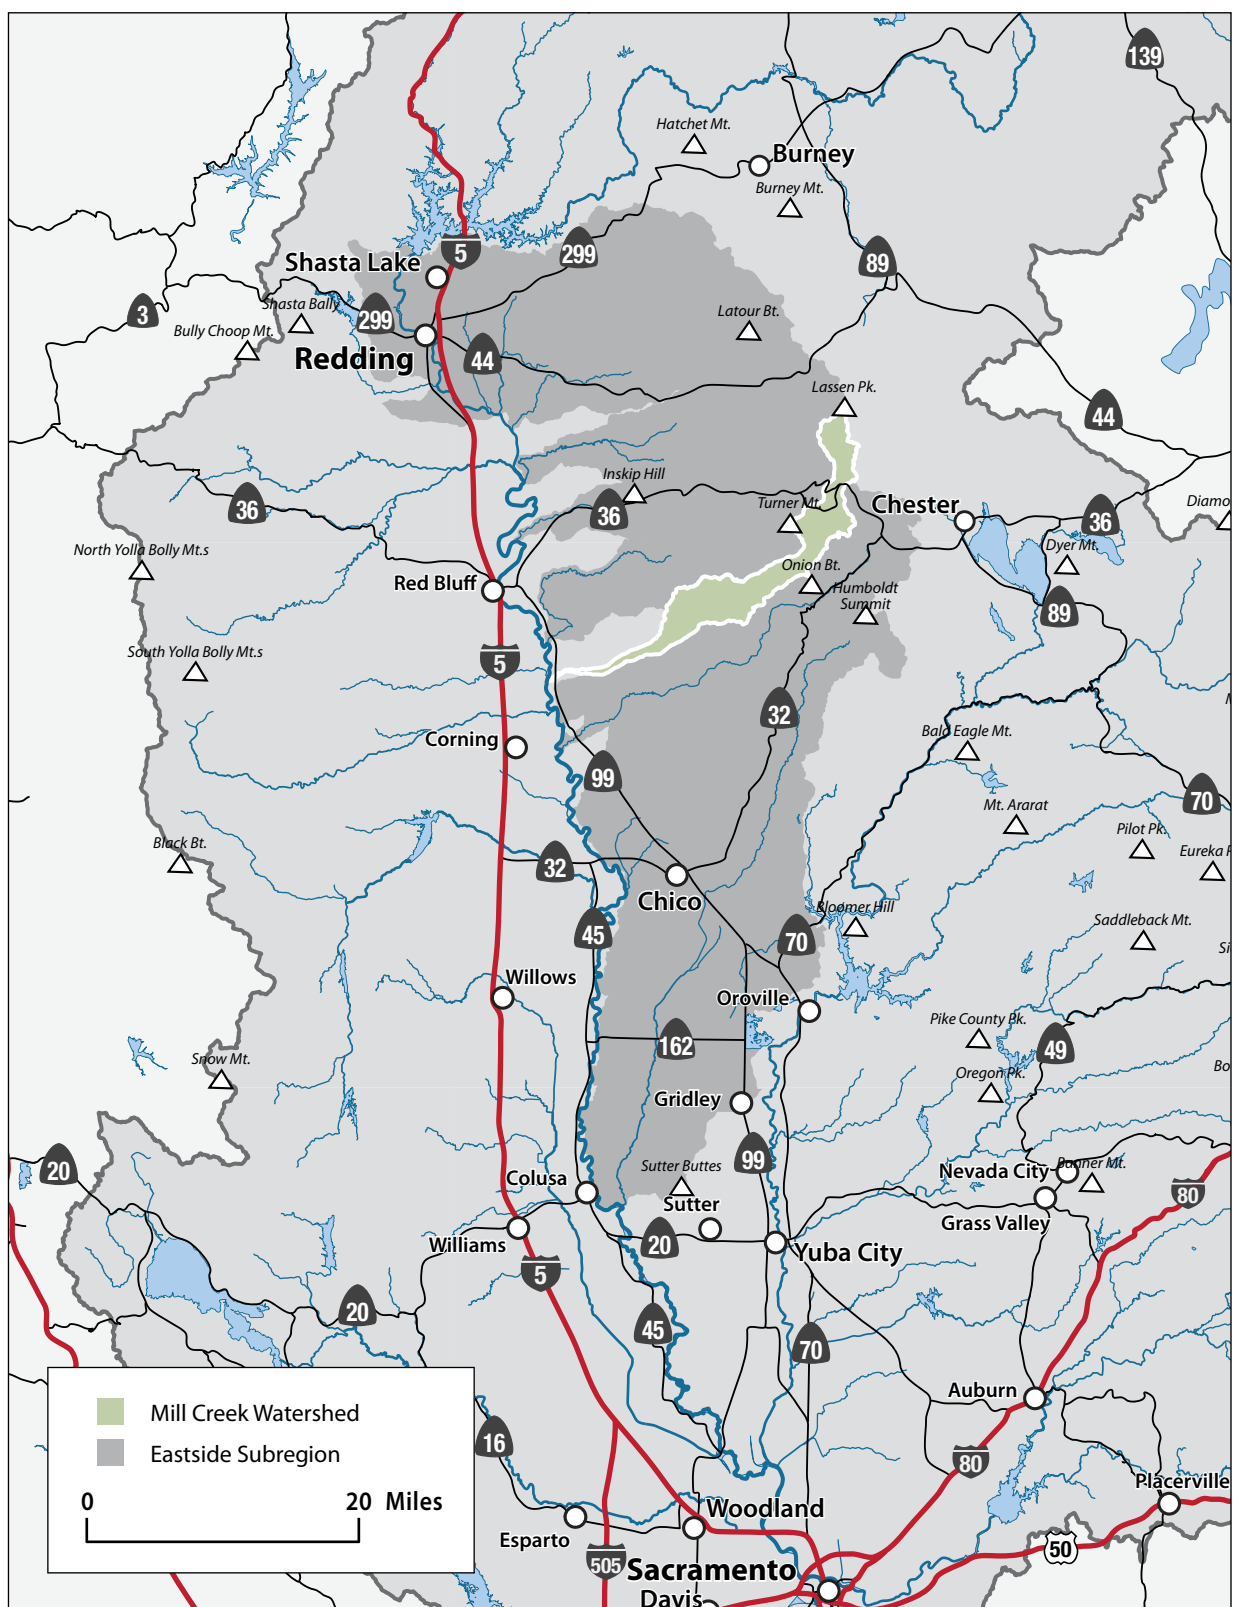 139
Hatchet Mt.
Burney
Burney Mt.
5
299
89
Shasta Lake
3
Shasta Bally
299
Bully Choop Mt.
Latour Bt.
Redding
44
Lassen Pk.
44
Inskip Hill
36
36
Turner Mt.
Chester
36
Diamo
Dyer Mt.
North Yolla Bolly Mt.s
Onion Bt.
Red Bluff
Humboldt
Summit
89
South Yolla Bolly Mt.s
5
32
Bald Eagle Mt.
Corning
99
70
Mt. Ararat
Pilot Pk.
Black Bt.
Eureka P
32
Chico
Bloomer Hill
45
70
Saddleback Mt.
Si
Willows
Oroville
Pike County Pk.
162
49
Snow Mt.
Oregon Pk.
Bo
Gridley
99
20
Sutter Buttes
Nevada City
Banner Mt.
Colusa
80
Sutter
Grass Valley
Williams
20
Yuba City
5
20
45
70
Auburn
Mill Creek Watershed
16
Eastside Subregion
80
Placerville
0
20 Miles
Woodland
Esparto
50
505
Sacramento
Davis